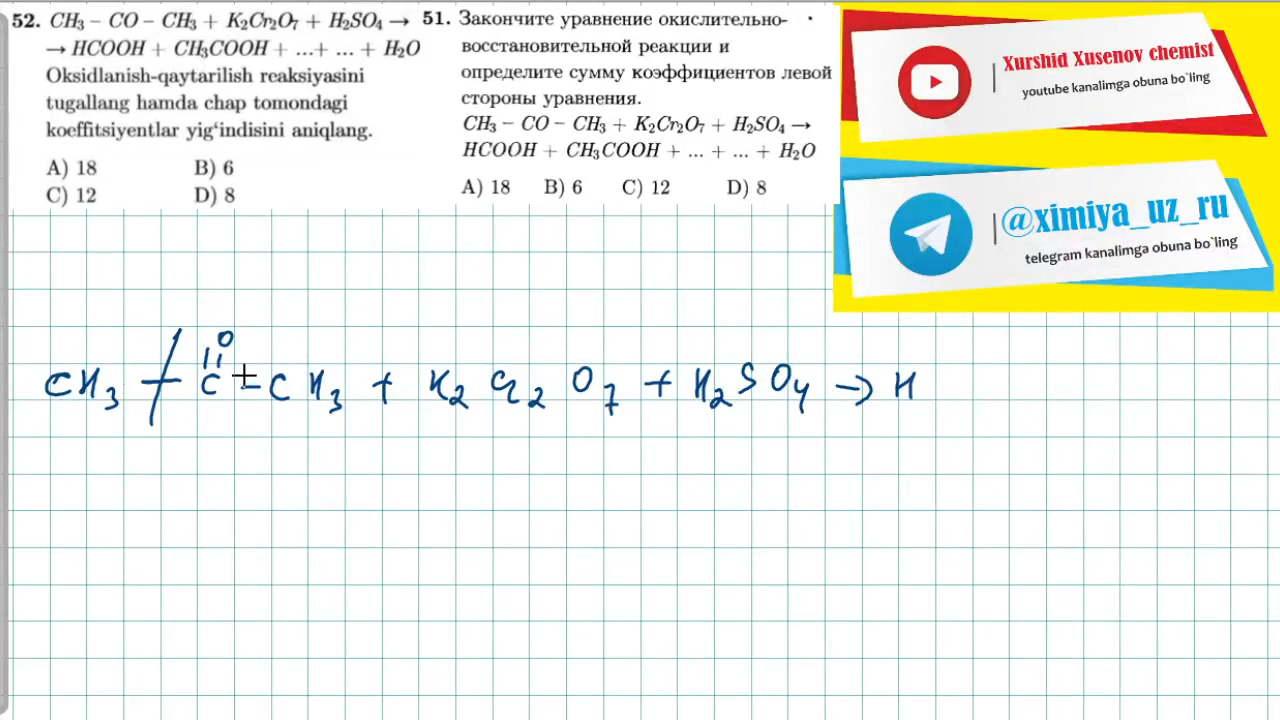 52. CH₃ − CO − CH₃ + K₂Cr₂O₇ + H₂SO₄ →
→ HCOOH + CH₃COOH + ...+ ... + H₂O
Oksidlanish-qaytarilish reaksiyasini
tugallang hamda chap tomondagi
koeffitsiyentlar yig‘indisini aniqlang.
A) 18 B) 6
C) 12 D) 8
51. Закончите уравнение окислительно-
восстановительной реакции и
определите сумму коэффициентов левой
стороны уравнения.
CH₃ − CO − CH₃ + K₂Cr₂O₇ + H₂SO₄ →
HCOOH + CH₃COOH + ... + ... + H₂O
A) 18 B) 6 C) 12 D) 8
Xurshid Xusenov chemist
youtube kanalimga obuna bo`ling
@ximiya_uz_ru
telegram kanalimga obuna bo`ling
O
CH₃ − C − CH₃ + K₂Cr₂O₇ + H₂SO₄ → H